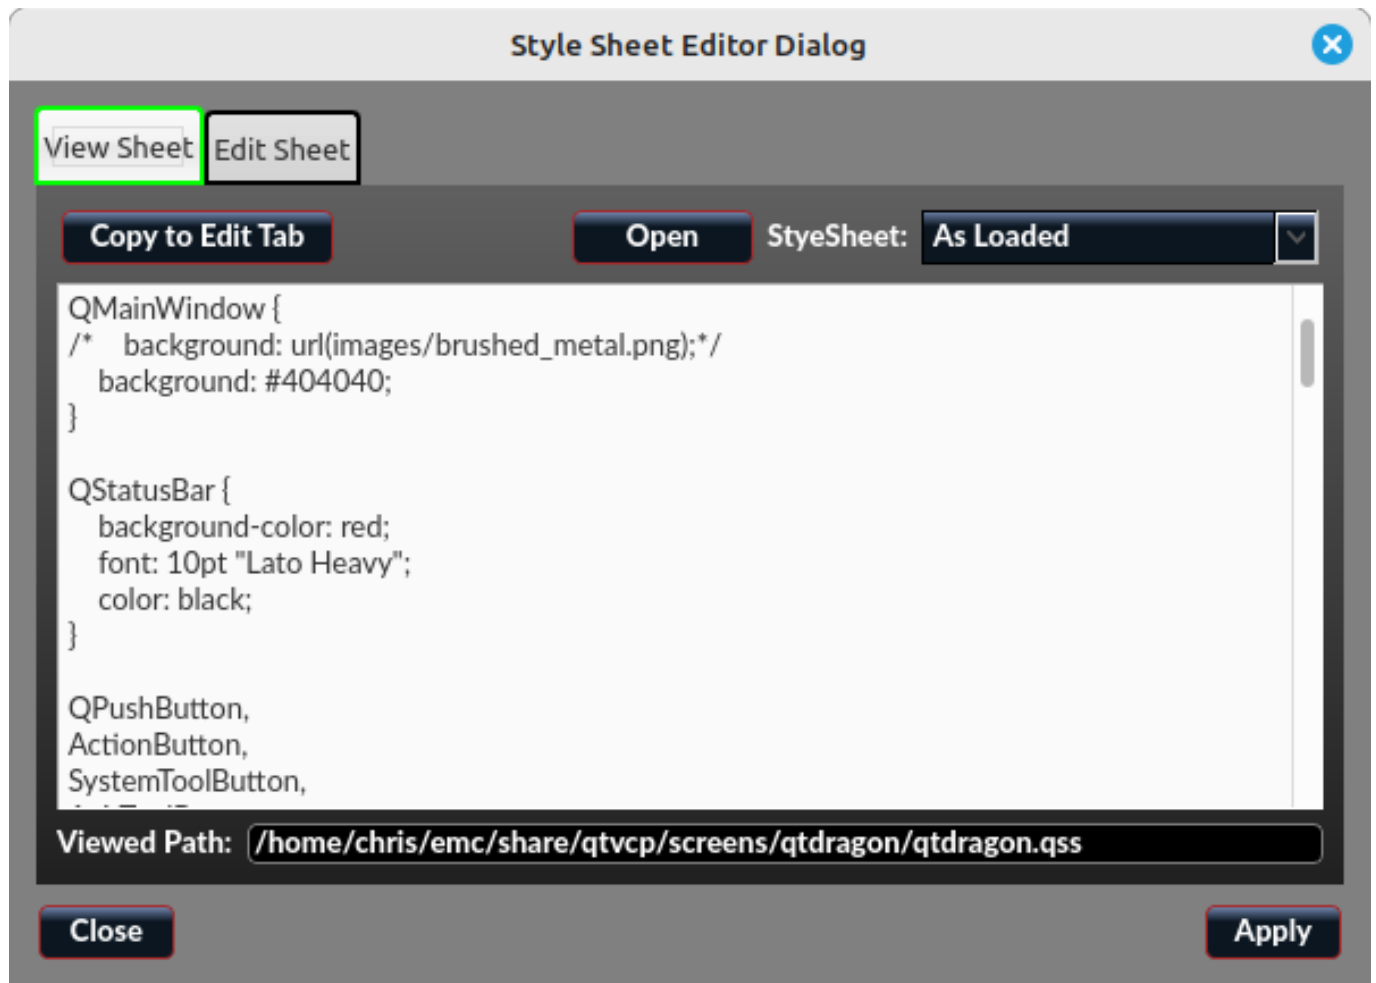 Style Sheet Editor Dialog
View Sheet Edit Sheet
Copy to Edit Tab Open StyeSheet: As Loaded
QMainWindow {
/*    background: url(images/brushed_metal.png);*/
    background: #404040;
}
QStatusBar {
    background-color: red;
    font: 10pt "Lato Heavy";
    color: black;
}
QPushButton,
ActionButton,
SystemToolButton,
Viewed Path: /home/chris/emc/share/qtvcp/screens/qtdragon/qtdragon.qss
Close Apply